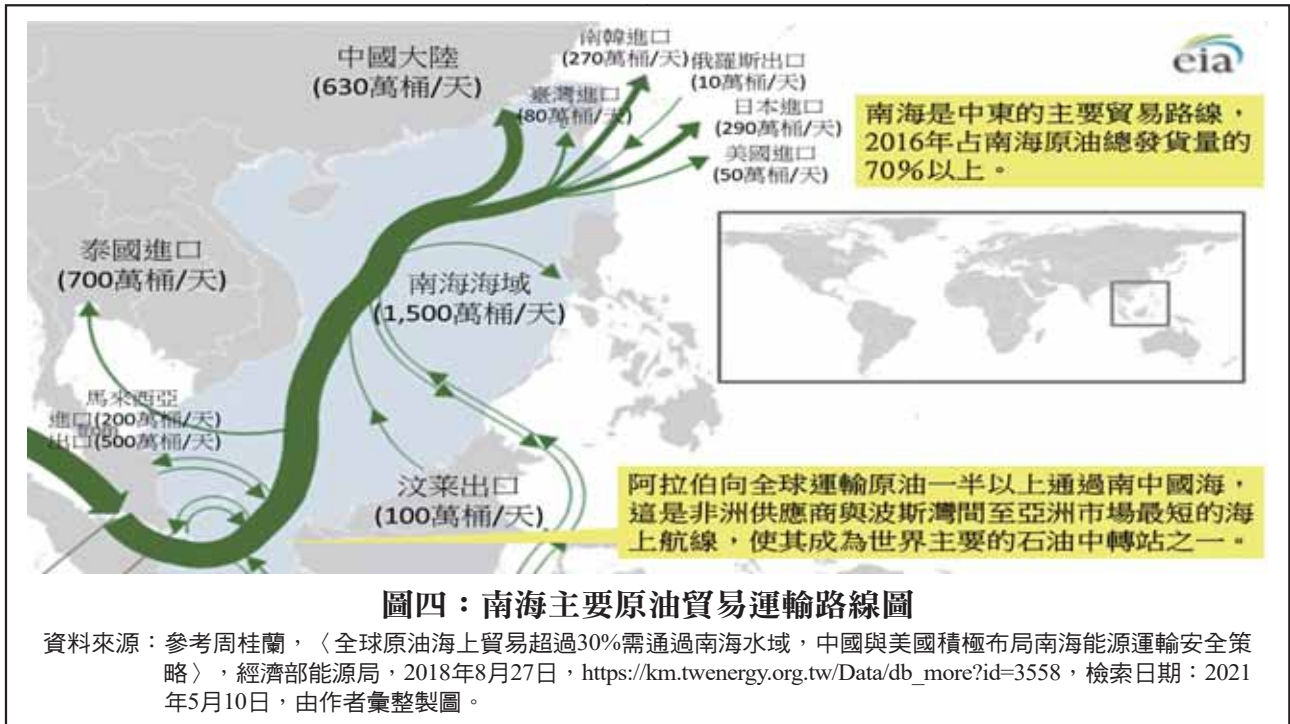 中國大陸
(630萬桶/天)
南韓進口
(270萬桶/天)
俄羅斯出口
(10萬桶/天)
臺灣進口
(80萬桶/天)
日本進口
(290萬桶/天)
美國進口
(50萬桶/天)
eia
南海是中東的主要貿易路線，
2016年占南海原油總發貨量的
70%以上。
泰國進口
(700萬桶/天)
南海海域
(1,500萬桶/天)
馬來西亞
進口(200萬桶/天)
出口(500萬桶/天)
汶萊出口
(100萬桶/天)
阿拉伯向全球運輸原油一半以上通過南中國海，
這是非洲供應商與波斯灣間至亞洲市場最短的海
上航線，使其成為世界主要的石油中轉站之一。
圖四：南海主要原油貿易運輸路線圖
資料來源：參考周桂蘭，〈全球原油海上貿易超過30%需通過南海水域，中國與美國積極布局南海能源運輸安全策
略〉，經濟部能源局，2018年8月27日，https://km.twenergy.org.tw/Data/db_more?id=3558，檢索日期：2021
年5月10日，由作者彙整製圖。